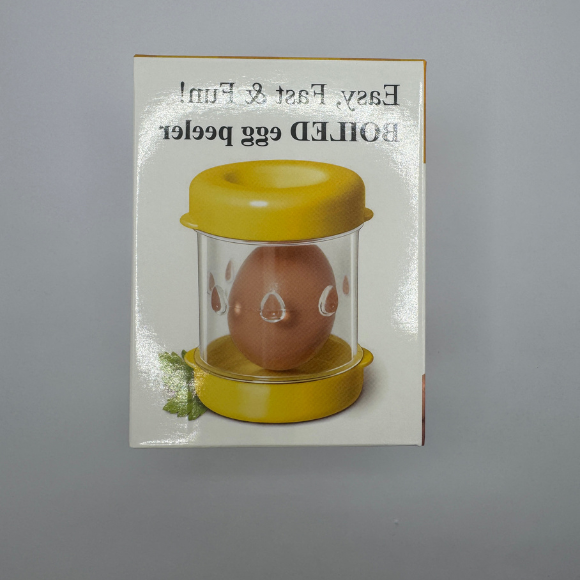 Easy, Fast & Fun!
BOILED egg peeler